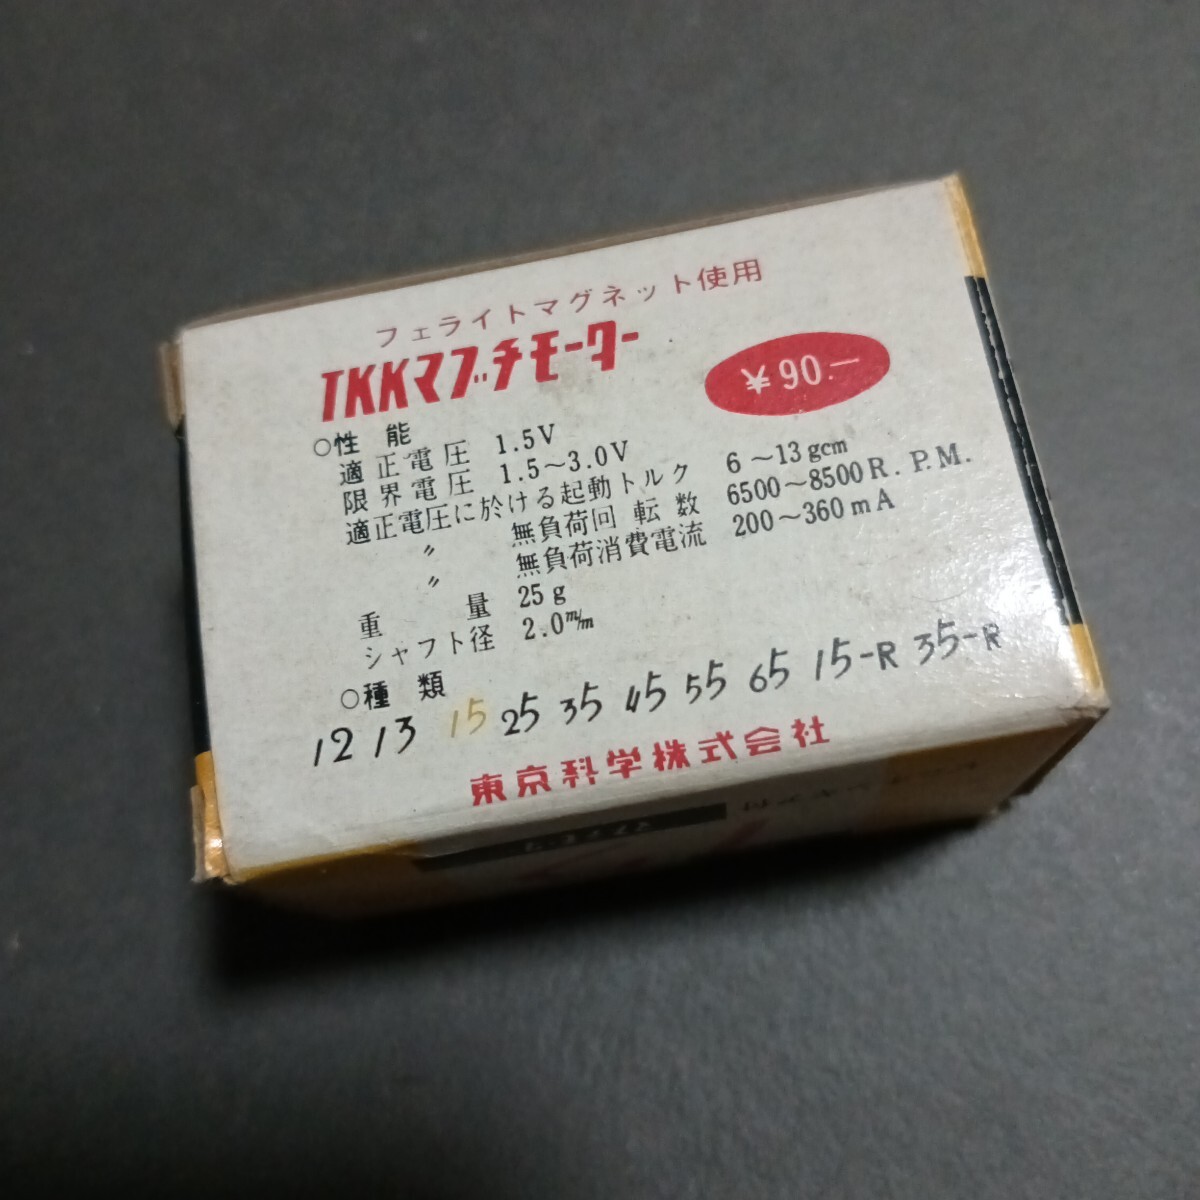 フェライトマグネット使用
TKKマブチモーター
¥90.—
○性 能
適正電圧 1.5V
限界電圧 1.5～3.0V
適正電圧に於ける起動トルク 6～13gcm
〃 無負荷回転数 6500～8500R.P.M.
〃 無負荷消費電流 200～360mA
重 量 25g
シャフト径 2.0m/m
○種 類
12 13 15 25 35 45 55 65 15-R 35-R
東京科学株式会社